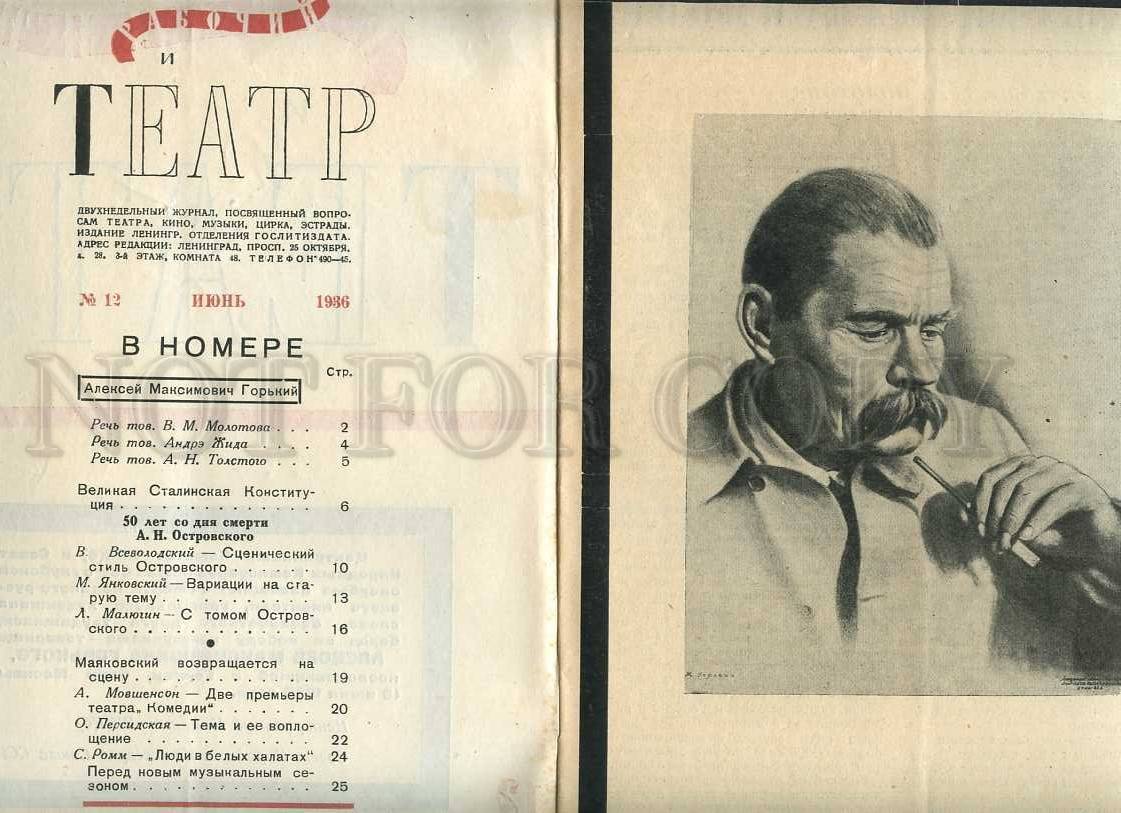 РАБОЧИЙ
И
ТЕАТР
ДВУХНЕДЕЛЬНЫЙ ЖУРНАЛ, ПОСВЯЩЕННЫЙ ВОПРО-
САМ ТЕАТРА, КИНО, МУЗЫКИ, ЦИРКА, ЭСТРАДЫ.
ИЗДАНИЕ ЛЕНИНГР. ОТДЕЛЕНИЯ ГОСЛИТИЗДАТА.
АДРЕС РЕДАКЦИИ: ЛЕНИНГРАД, ПРОСП. 25 ОКТЯБРЯ,
д. 28. 3-й ЭТАЖ, КОМНАТА 48. ТЕЛЕФОН 490—45.
№ 12 ИЮНЬ 1936
В НОМЕРЕ
Стр.
Алексей Максимович Горький
Речь тов. В. М. Молотова . . . 2
Речь тов. Андрэ Жида . . . . 4
Речь тов. А. Н. Толстого . . . 5
Великая Сталинская Конститу-
ция . . . . . . . . . . . . . . 6
50 лет со дня смерти
А. Н. Островского
В. Всеволодский — Сценический
стиль Островского . . . . . . 10
М. Янковский — Вариации на ста-
рую тему . . . . . . . . . . . 13
Л. Малюгин — С томом Остров-
ского . . . . . . . . . . . . . 16
Маяковский возвращается на
сцену . . . . . . . . . . . . . 19
А. Мовшенсон — Две премьеры
театра „Комедии" . . . . . . . 20
О. Персидская — Тема и ее вопло-
щение . . . . . . . . . . . . 22
С. Ромм — „Люди в белых халатах" 24
Перед новым музыкальным се-
зоном . . . . . . . . . . . . . 25
NOT FOR COPY